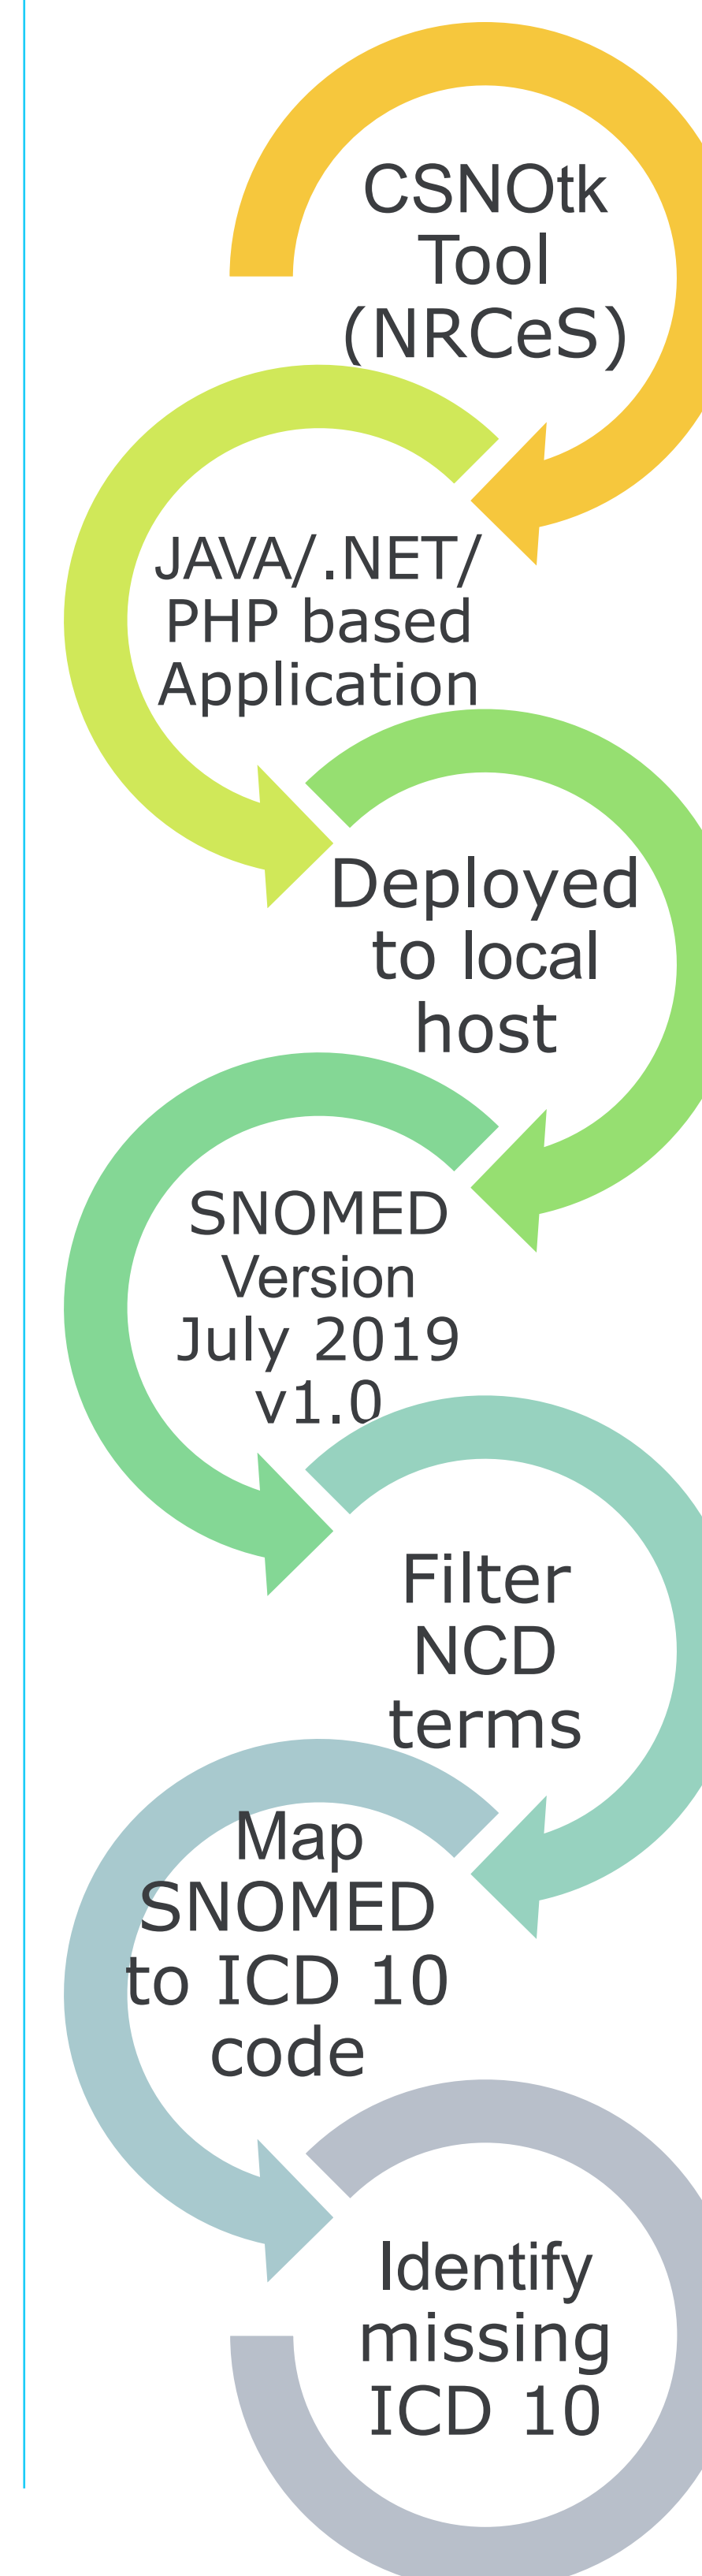 CSNOtk
Tool
(NRCeS)
JAVA/.NET/
PHP based
Application
Deployed
to local
host
SNOMED
Version
July 2019
v1.0
Filter
NCD
terms
Map
SNOMED
to ICD 10
code
Identify
missing
ICD 10